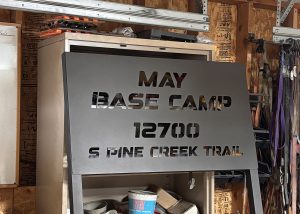 MAY
BASE CAMP
12700
S PINE CREEK TRAIL